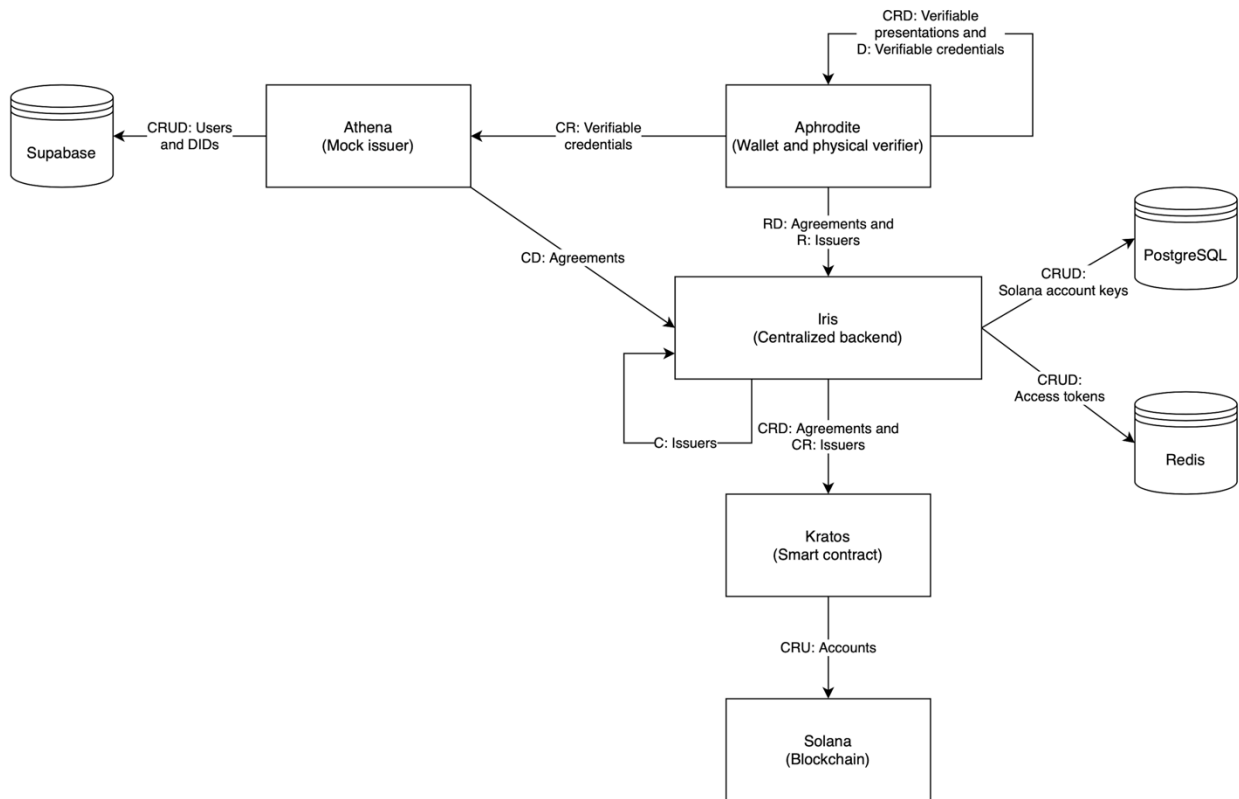 CRD: Verifiable
presentations and
D: Verifiable credentials
Supabase
CRUD: Users
and DIDs
Athena
(Mock issuer)
CR: Verifiable
credentials
Aphrodite
(Wallet and physical verifier)
RD: Agreements and
R: Issuers
CD: Agreements
PostgreSQL
CRUD:
Solana account keys
Iris
(Centralized backend)
CRUD:
Access tokens
C: Issuers
CRD: Agreements and
CR: Issuers
Redis
Kratos
(Smart contract)
CRU: Accounts
Solana
(Blockchain)